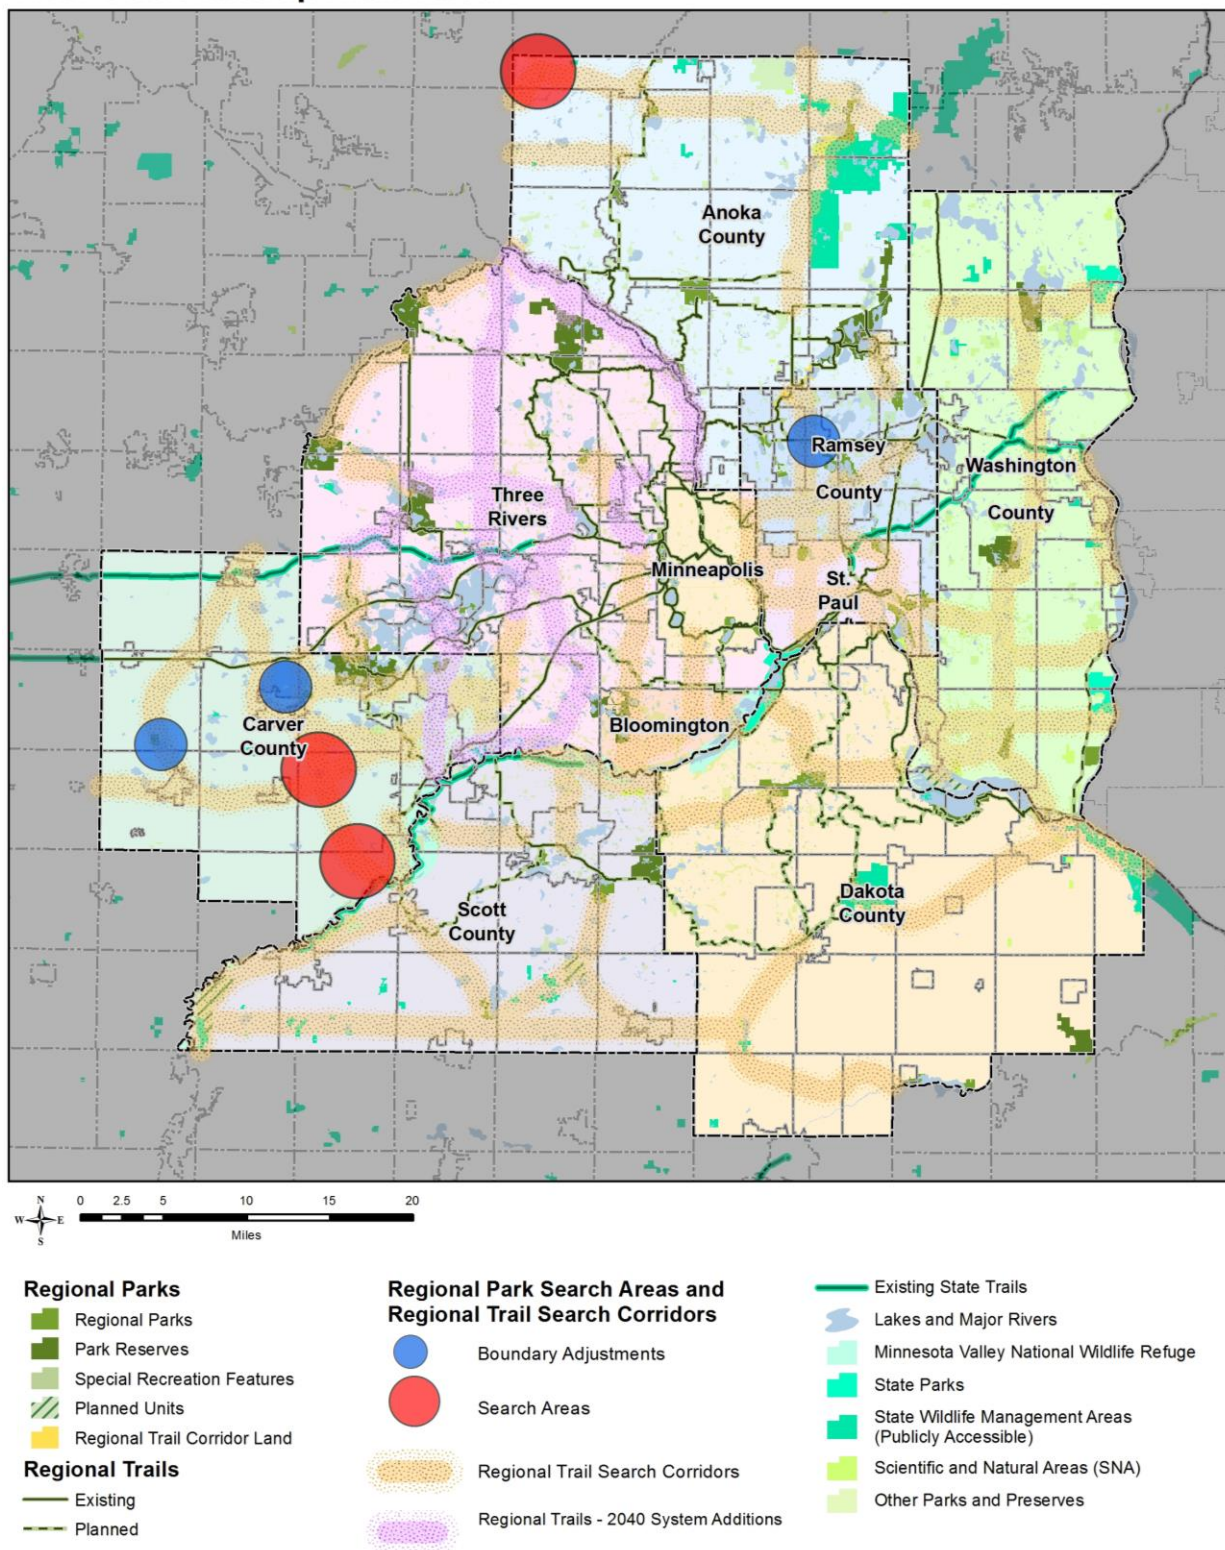 Anoka
County
Ramsey
County
Washington
County
Three
Rivers
Minneapolis
St.
Paul
Bloomington
Carver
County
Scott
County
Dakota
County
N
W E
S
0 2.5 5 10 15 20
Miles
Regional Parks
Regional Parks
Park Reserves
Special Recreation Features
Planned Units
Regional Trail Corridor Land
Regional Trails
Existing
Planned
Regional Park Search Areas and
Regional Trail Search Corridors
Boundary Adjustments
Search Areas
Regional Trail Search Corridors
Regional Trails - 2040 System Additions
Existing State Trails
Lakes and Major Rivers
Minnesota Valley National Wildlife Refuge
State Parks
State Wildlife Management Areas
(Publicly Accessible)
Scientific and Natural Areas (SNA)
Other Parks and Preserves